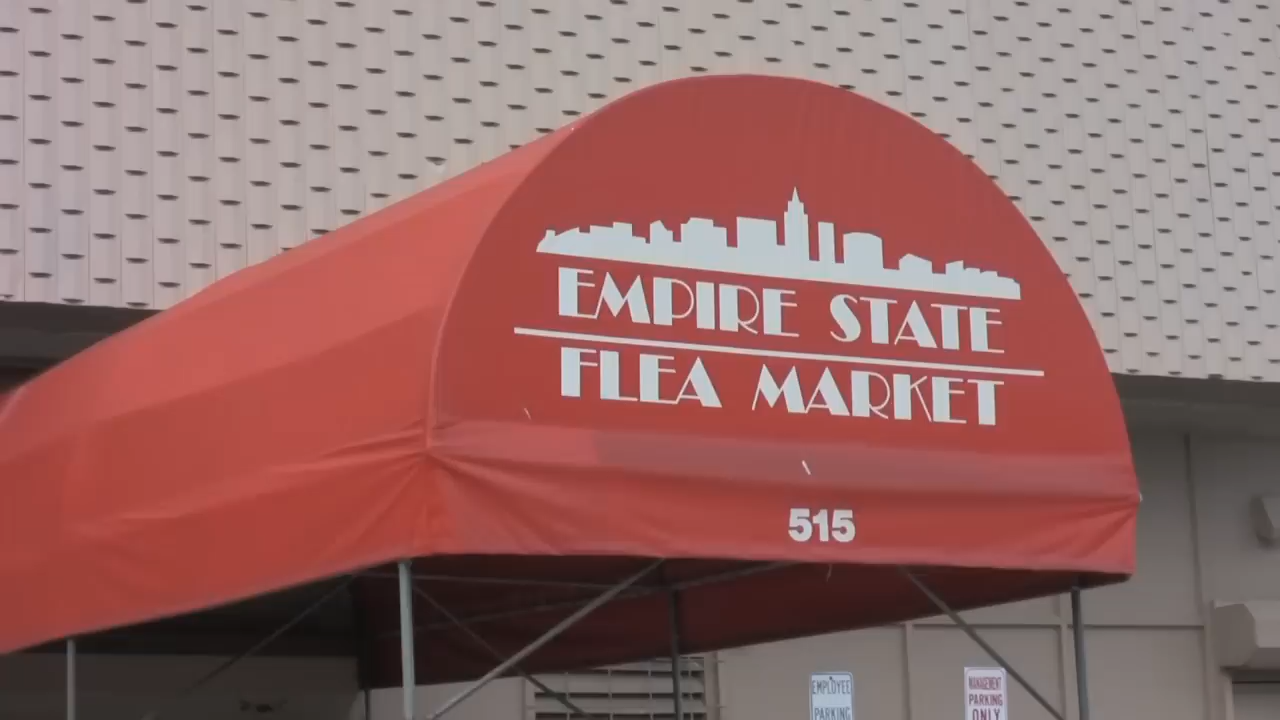 EMPIRE STATE
FLEA MARKET
515
EMPLOYEE
PARKING
MANAGEMENT
PARKING
ONLY